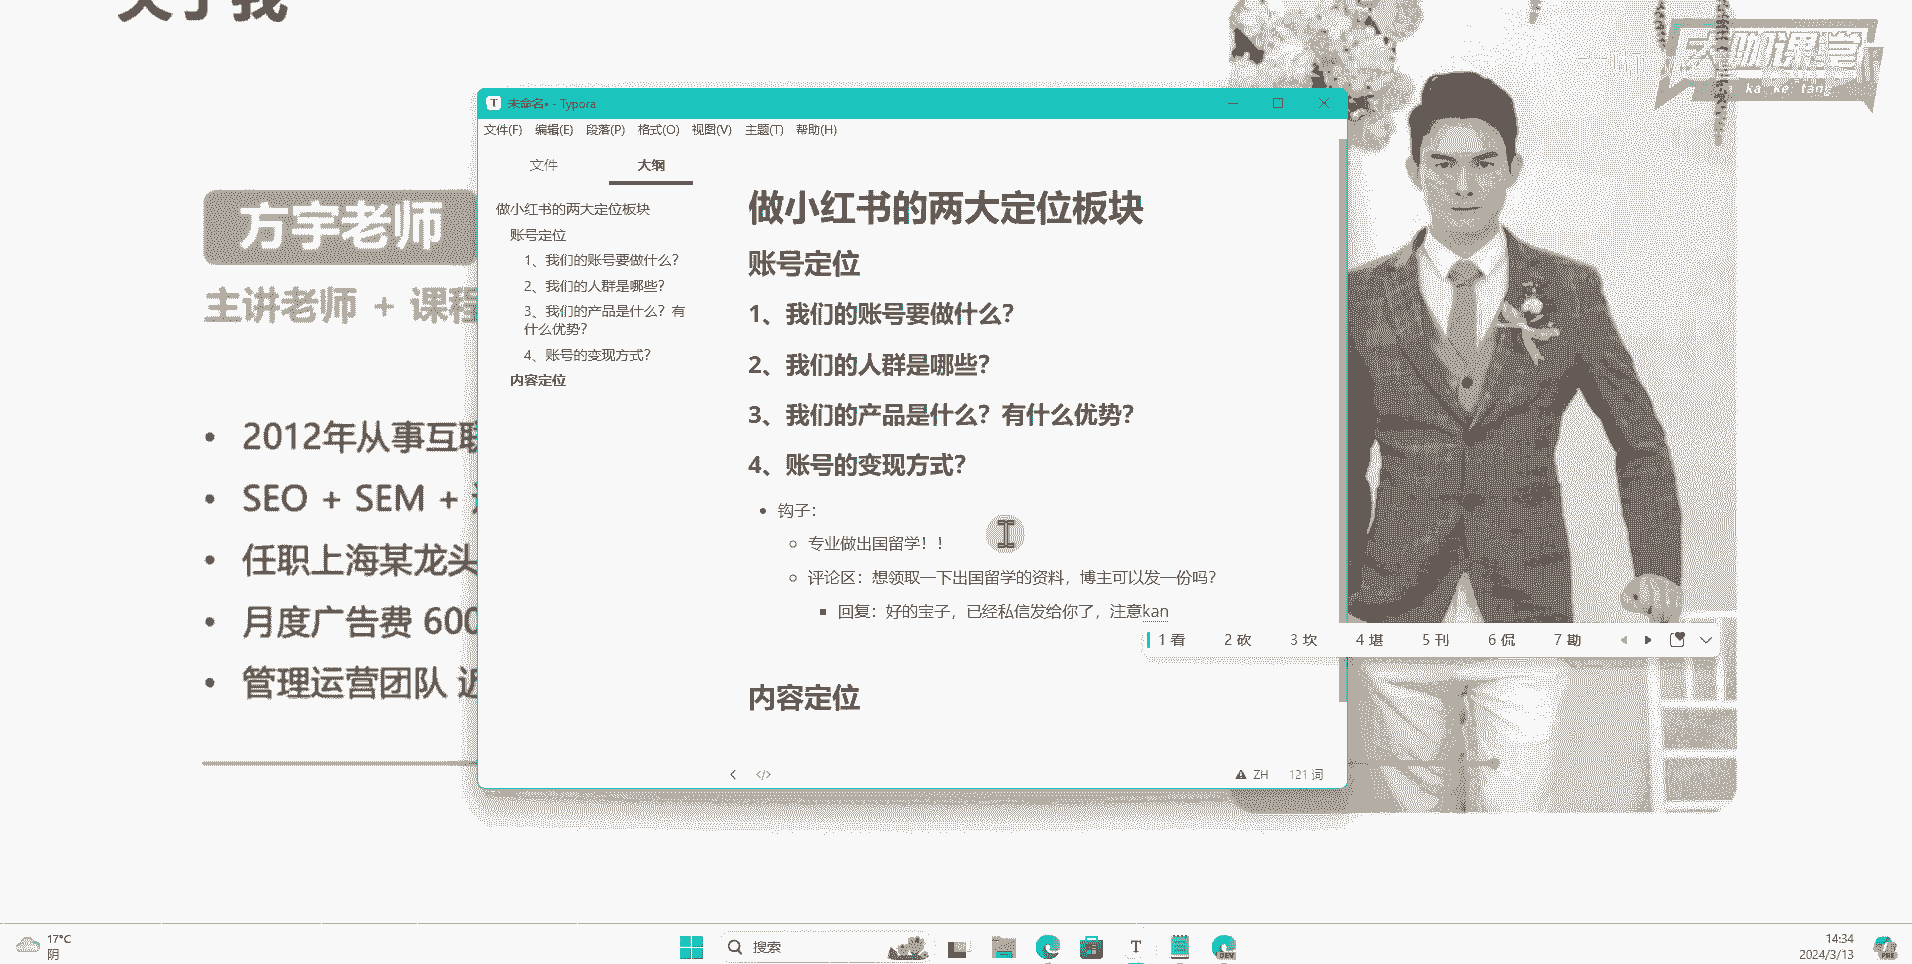 关于我
大咖课堂
a ka ke tang
方宇老师
主讲老师 + 课程
2012年从事互联
SEO + SEM +
任职上海某龙头
月度广告费 600
管理运营团队 近
未命名• - Typora
文件(F) 编辑(E) 段落(P) 格式(O) 视图(V) 主题(T) 帮助(H)
文件 大纲
做小红书的两大定位板块
账号定位
1、我们的账号要做什么？
2、我们的人群是哪些？
3、我们的产品是什么？有
什么优势？
4、账号的变现方式？
内容定位
做小红书的两大定位板块
账号定位
1、我们的账号要做什么？
2、我们的人群是哪些？
3、我们的产品是什么？有什么优势？
4、账号的变现方式？
钩子：
专业做出国留学！！
评论区：想领取一下出国留学的资料，博主可以发一份吗？
回复：好的宝子，已经私信发给你了，注意kan
1 看 2 砍 3 坎 4 堪 5 刊 6 侃 7 勘
内容定位
ZH 121 词
17°C
阴
搜索
T
DEV
14:34
2024/3/13
PRE